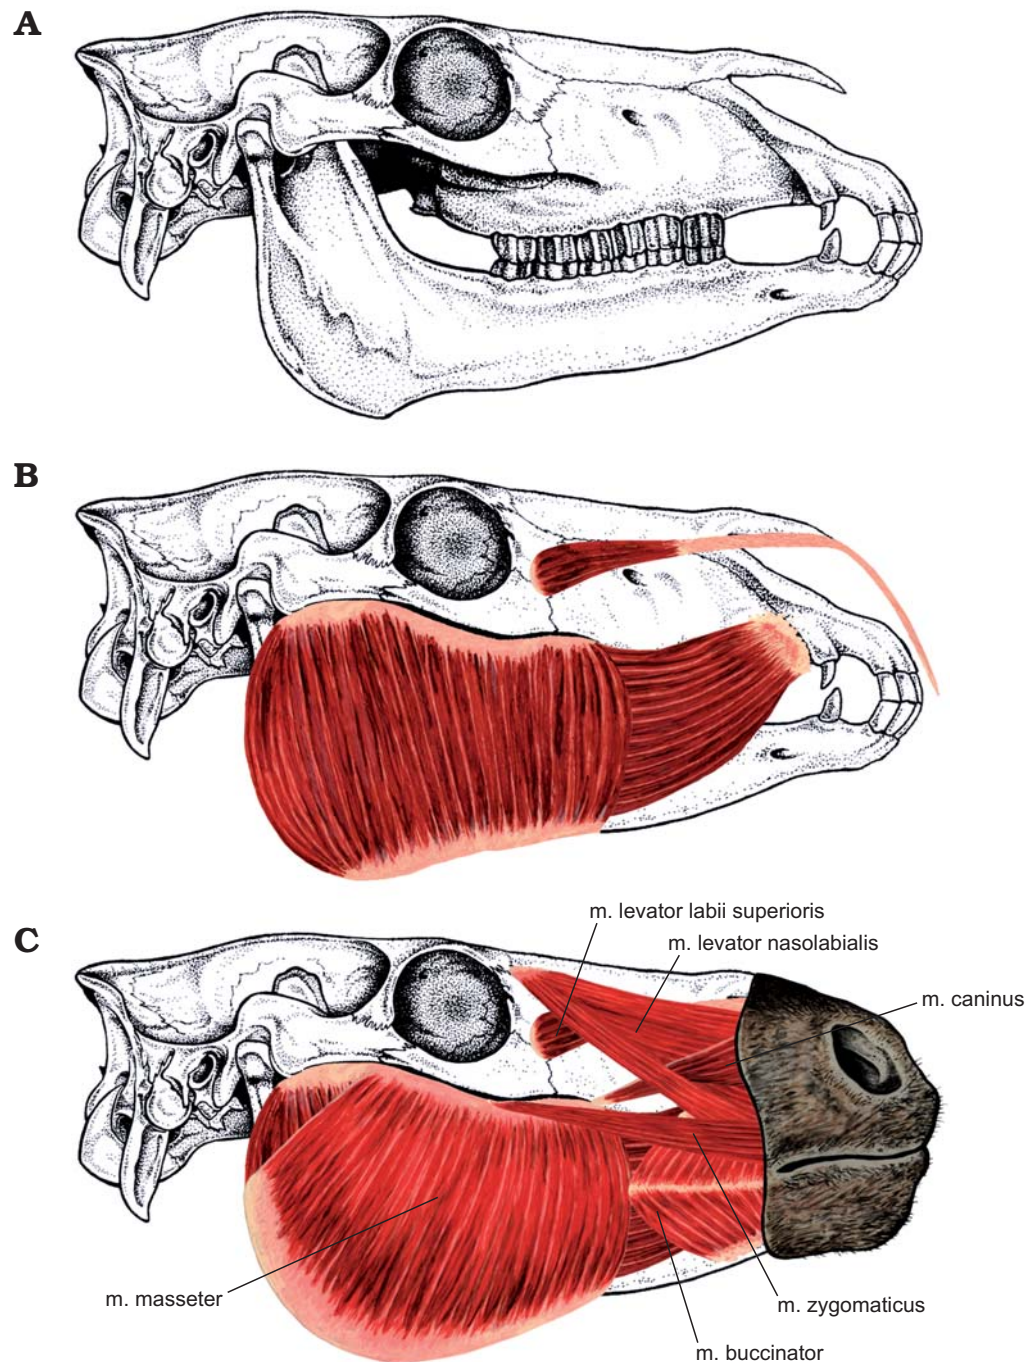 A
B
C
m. levator labii superioris
m. levator nasolabialis
m. caninus
m. masseter
m. zygomaticus
m. buccinator